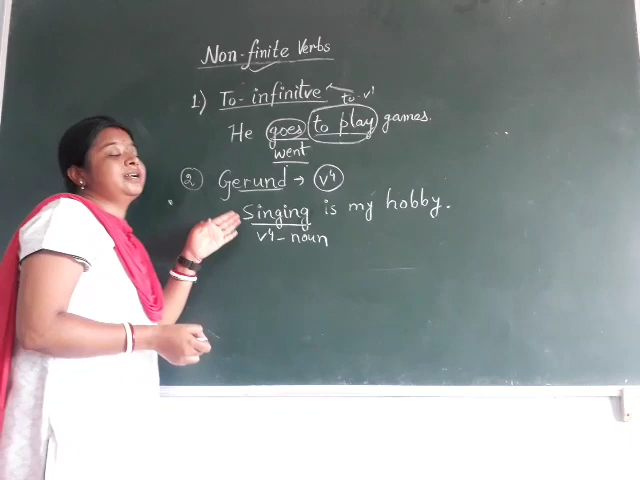 Non-finite Verbs
1.) To-infinitve
to-v¹
He goes to play games.
went
2 Gerund → v⁴
Singing is my hobby.
v⁴- noun